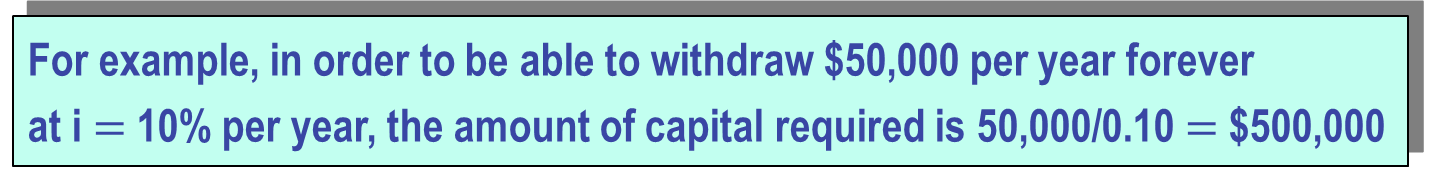 For example, in order to be able to withdraw $50,000 per year forever
at i = 10% per year, the amount of capital required is 50,000/0.10 = $500,000